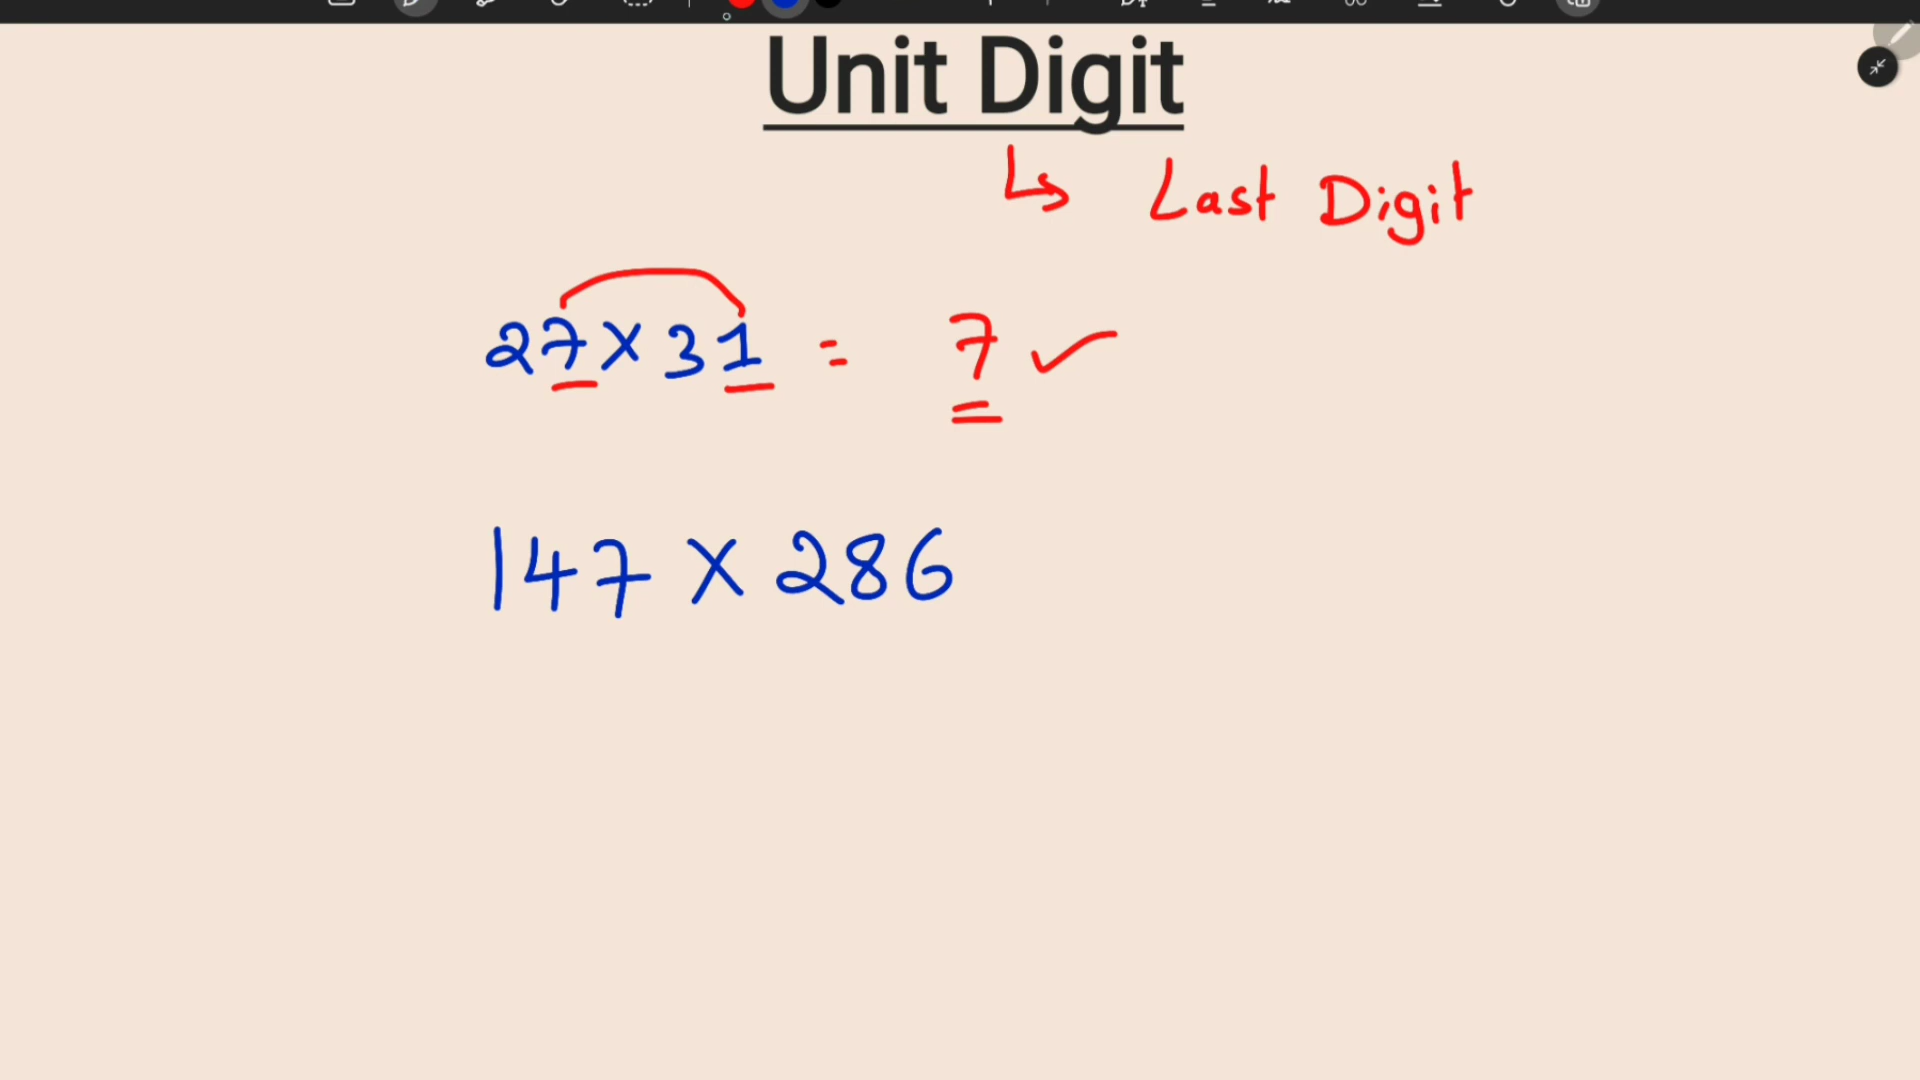 Unit Digit
↳ Last Digit
27 × 31 = 7 ✓
147 × 286